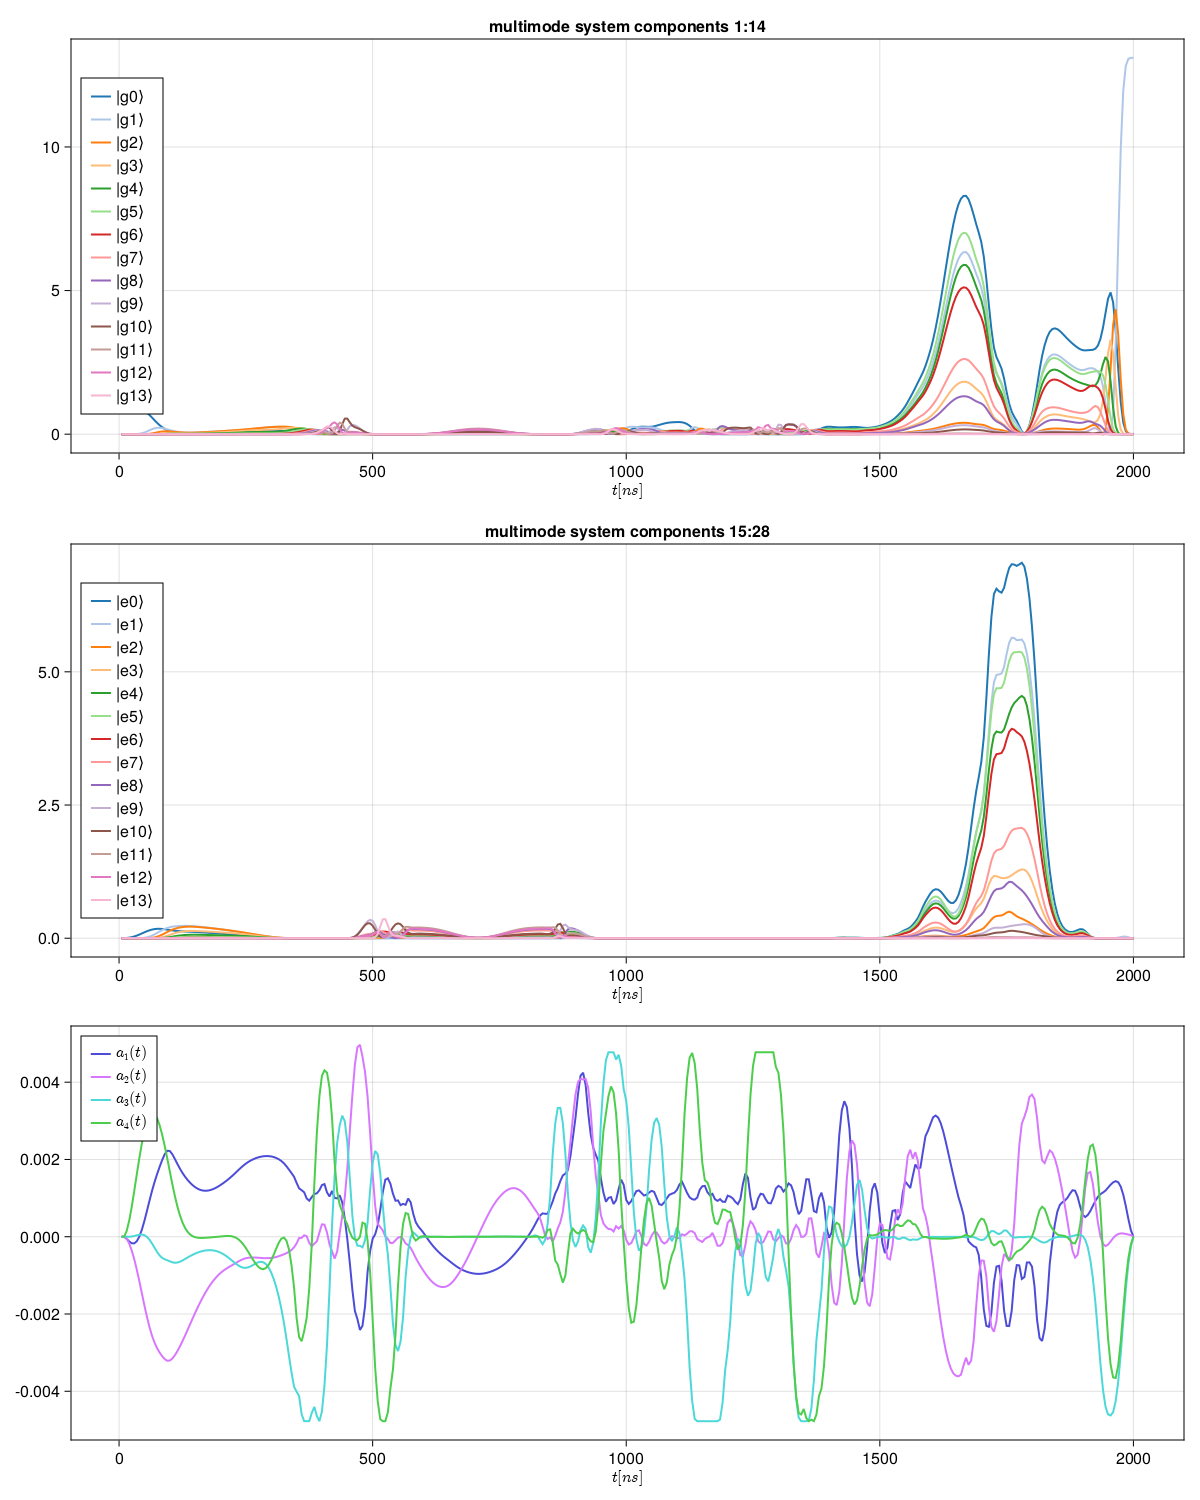 multimode system components 1:14
10
5
0
|g0⟩
|g1⟩
|g2⟩
|g3⟩
|g4⟩
|g5⟩
|g6⟩
|g7⟩
|g8⟩
|g9⟩
|g10⟩
|g11⟩
|g12⟩
|g13⟩
0 500 1000 1500 2000
t[ns]
multimode system components 15:28
5.0
2.5
0.0
|e0⟩
|e1⟩
|e2⟩
|e3⟩
|e4⟩
|e5⟩
|e6⟩
|e7⟩
|e8⟩
|e9⟩
|e10⟩
|e11⟩
|e12⟩
|e13⟩
0 500 1000 1500 2000
t[ns]
0.004
0.002
0.000
-0.002
-0.004
a₁(t)
a₂(t)
a₃(t)
a₄(t)
0 500 1000 1500 2000
t[ns]